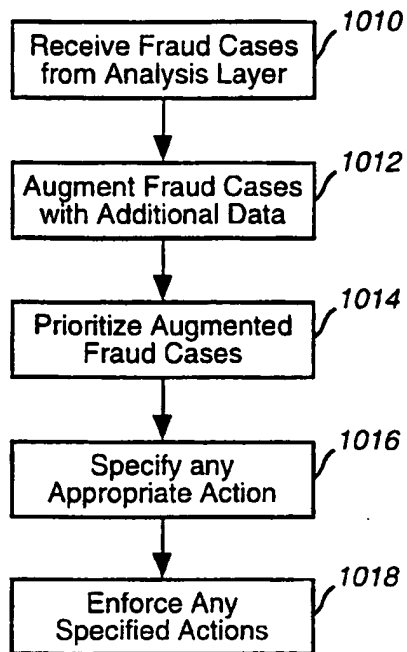 1010
Receive Fraud Cases
from Analysis Layer
1012
Augment Fraud Cases
with Additional Data
1014
Prioritize Augmented
Fraud Cases
1016
Specify any
Appropriate Action
1018
Enforce Any
Specified Actions